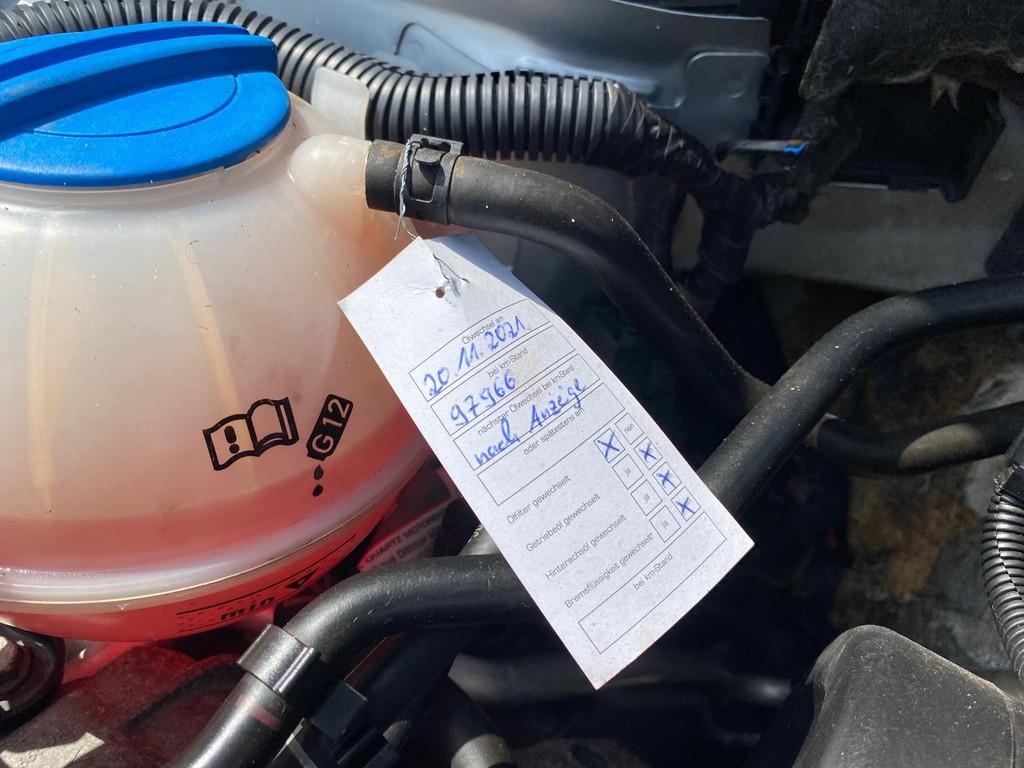 Ölwechsel am
20.11.2021
bei km-Stand
97966
nächster Ölwechsel bei km-Stand
nach Anzeige
oder spätestens am
Ölfilter gewechselt nein
Getriebeöl gewechselt ja
Hinterachsöl gewechselt ja
Bremsflüssigkeit gewechselt* ja
bei km-Stand
G12
min